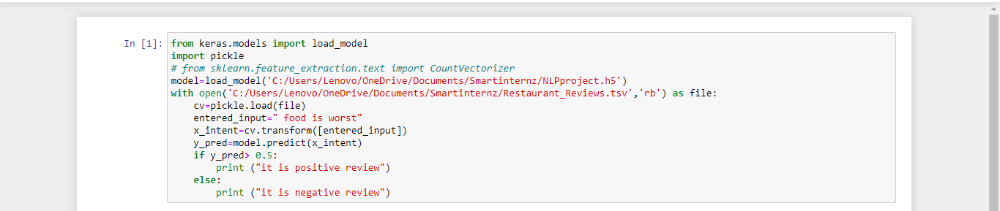 In [1]: from keras.models import load_model
import pickle
# from sklearn.feature_extraction.text import CountVectorizer
model=load_model('C:/Users/Lenovo/OneDrive/Documents/Smartinternz/NLPproject.h5')
with open('C:/Users/Lenovo/OneDrive/Documents/Smartinternz/Restaurant_Reviews.tsv','rb') as file:
    cv=pickle.load(file)
    entered_input=" food is worst"
    x_intent=cv.transform([entered_input])
    y_pred=model.predict(x_intent)
    if y_pred> 0.5:
        print ("it is positive review")
    else:
        print ("it is negative review")